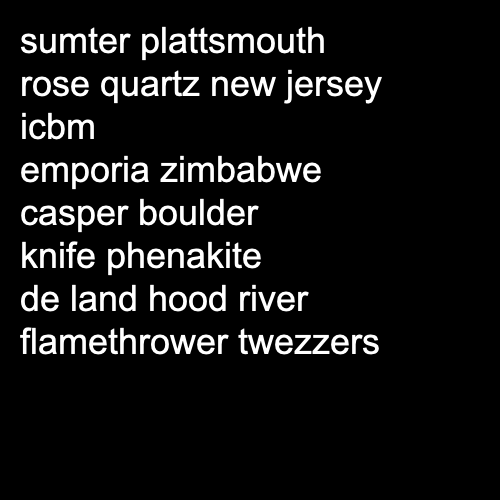 sumter plattsmouth
rose quartz new jersey
icbm
emporia zimbabwe
casper boulder
knife phenakite
de land hood river
flamethrower twezzers